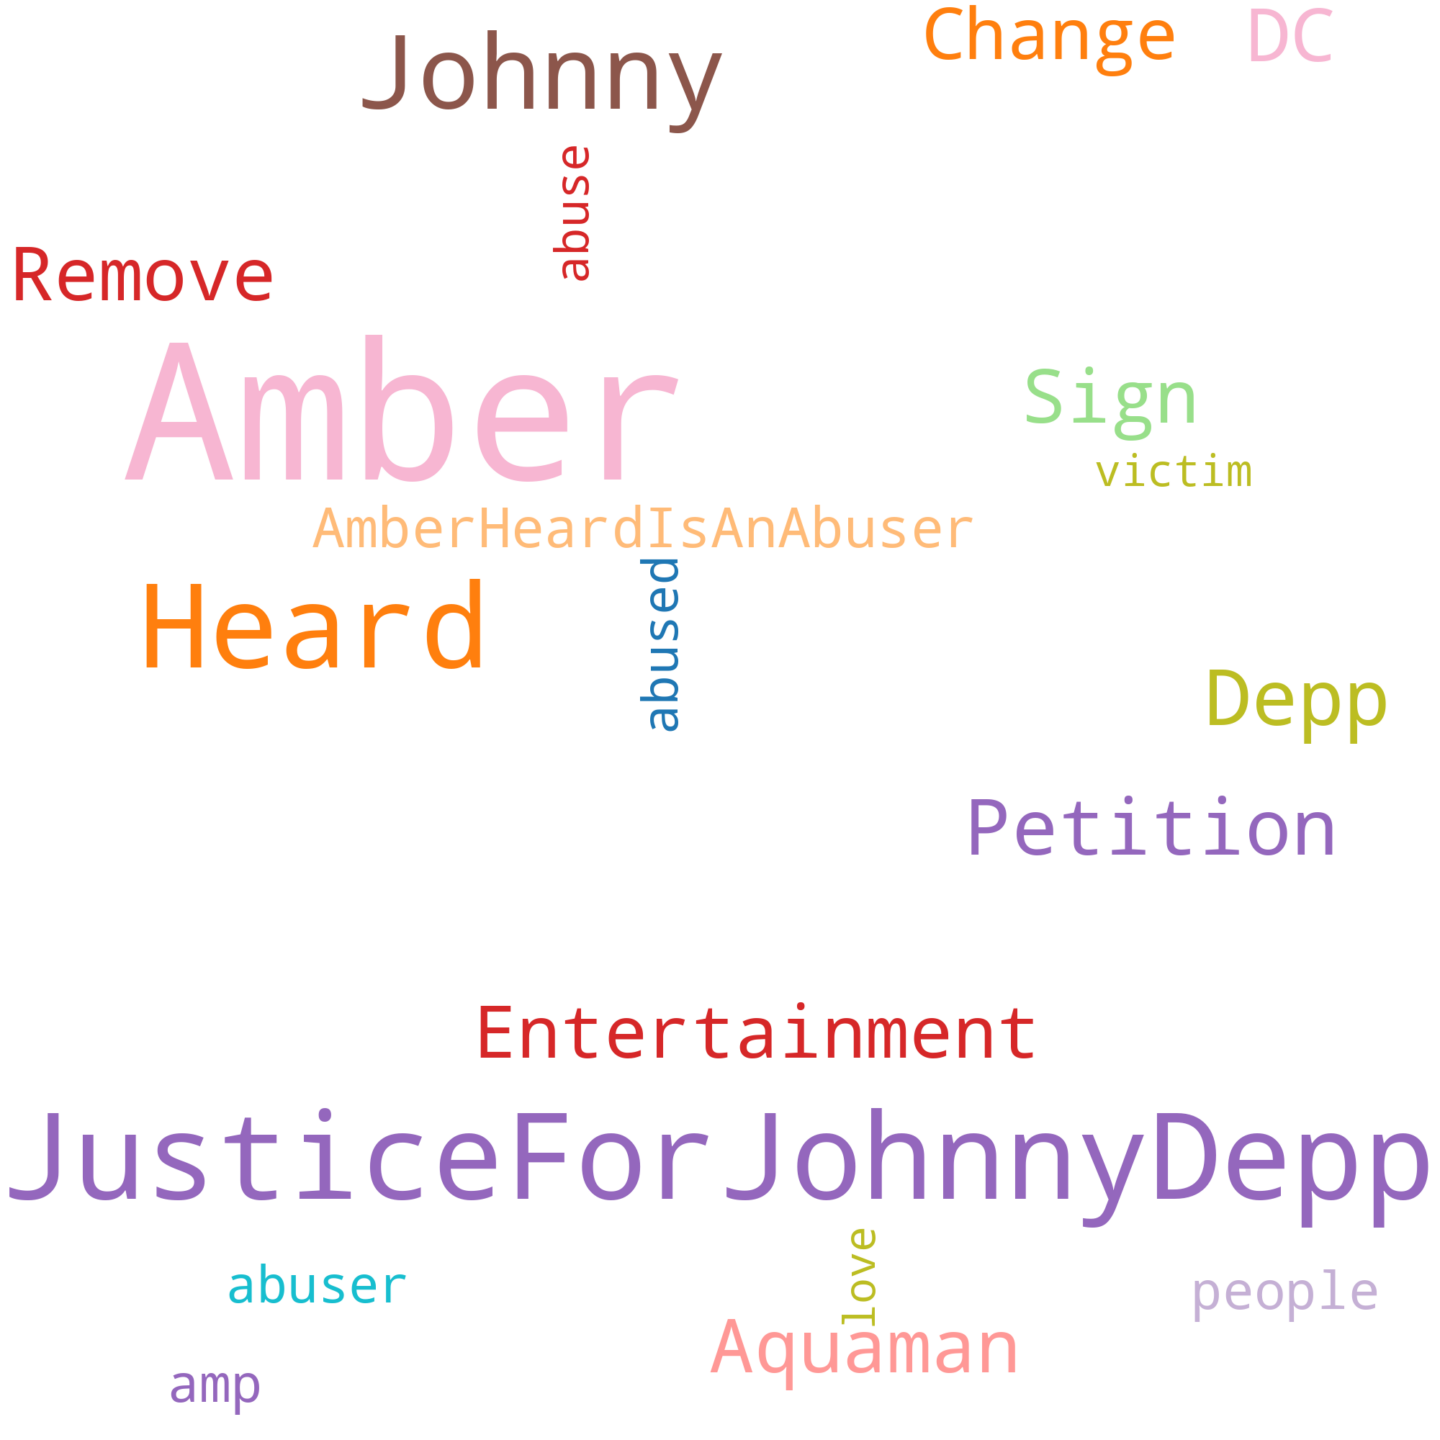 Johnny
Change
DC
abuse
Remove
Amber
Sign
victim
AmberHeardIsAnAbuser
abused
Heard
Depp
Petition
Entertainment
JusticeForJohnnyDepp
love
abuser
people
Aquaman
amp